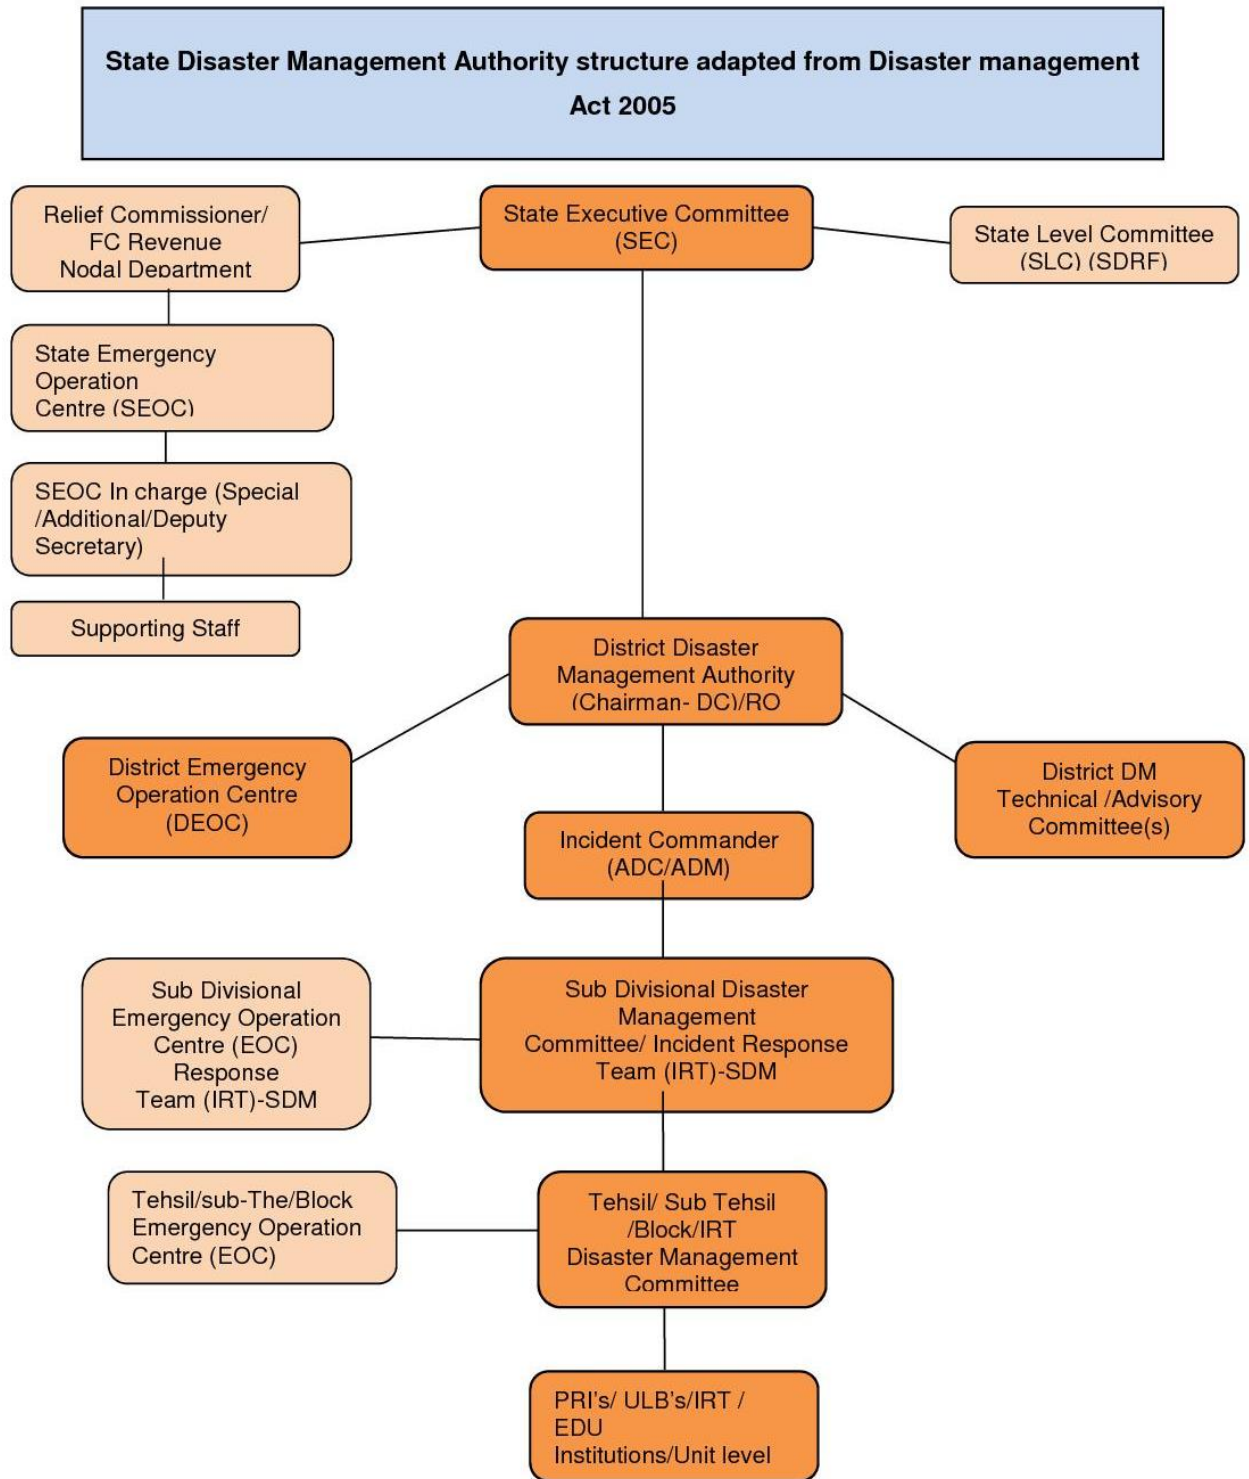 State Disaster Management Authority structure adapted from Disaster management
Act 2005
Relief Commissioner/
FC Revenue
Nodal Department
State Executive Committee
(SEC)
State Level Committee
(SLC) (SDRF)
State Emergency
Operation
Centre (SEOC)
SEOC In charge (Special
/Additional/Deputy
Secretary)
Supporting Staff
District Disaster
Management Authority
(Chairman- DC)/RO
District Emergency
Operation Centre
(DEOC)
District DM
Technical /Advisory
Committee(s)
Incident Commander
(ADC/ADM)
Sub Divisional
Emergency Operation
Centre (EOC)
Response
Team (IRT)-SDM
Sub Divisional Disaster
Management
Committee/ Incident Response
Team (IRT)-SDM
Tehsil/sub-The/Block
Emergency Operation
Centre (EOC)
Tehsil/ Sub Tehsil
/Block/IRT
Disaster Management
Committee
PRI's/ ULB's/IRT /
EDU
Institutions/Unit level